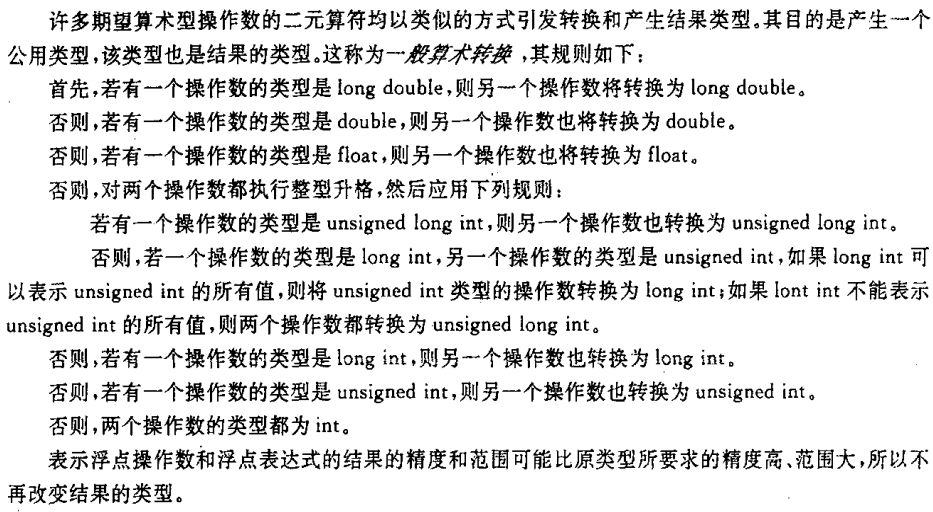 许多期望算术型操作数的二元算符均以类似的方式引发转换和产生结果类型。其目的是产生一个
公用类型,该类型也是结果的类型。这称为一般算术转换,其规则如下:
首先,若有一个操作数的类型是 long double,则另一个操作数将转换为 long double。
否则,若有一个操作数的类型是 double,则另一个操作数也将转换为 double。
否则,若有一个操作数的类型是 float,则另一个操作数也将转换为 float。
否则,对两个操作数都执行整型升格,然后应用下列规则:
若有一个操作数的类型是 unsigned long int,则另一个操作数也转换为 unsigned long int。
否则,若一个操作数的类型是 long int,另一个操作数的类型是 unsigned int,如果 long int 可
以表示 unsigned int 的所有值,则将 unsigned int 类型的操作数转换为 long int;如果 lont int 不能表示
unsigned int 的所有值,则两个操作数都转换为 unsigned long int。
否则,若有一个操作数的类型是 long int,则另一个操作数也转换为 long int。
否则,若有一个操作数的类型是 unsigned int,则另一个操作数也转换为 unsigned int。
否则,两个操作数的类型都为 int。
表示浮点操作数和浮点表达式的结果的精度和范围可能比原类型所要求的精度高、范围大,所以不
再改变结果的类型。